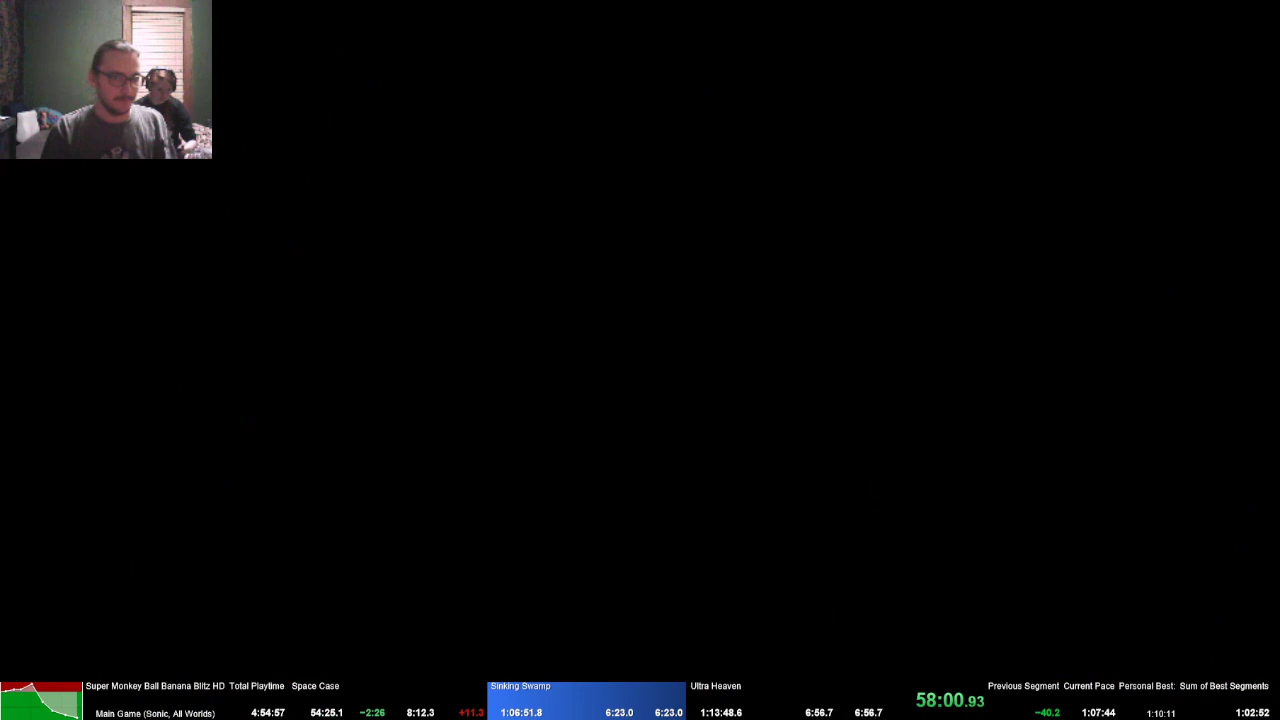 Super Monkey Ball Banana Blitz HD Total Playtime Space Case Sinking Swamp Ultra Heaven Previous Segment Current Pace Personal Best: Sum of Best Segments
58:00.93
Main Game (Sonic, All Worlds) 4:54:57 54:25.1 −2:26 8:12.3 +11.3 1:06:51.8 6:23.0 6:23.0 1:13:48.6 6:56.7 6:56.7 −40.2 1:07:44 1:10:11 1:02:52